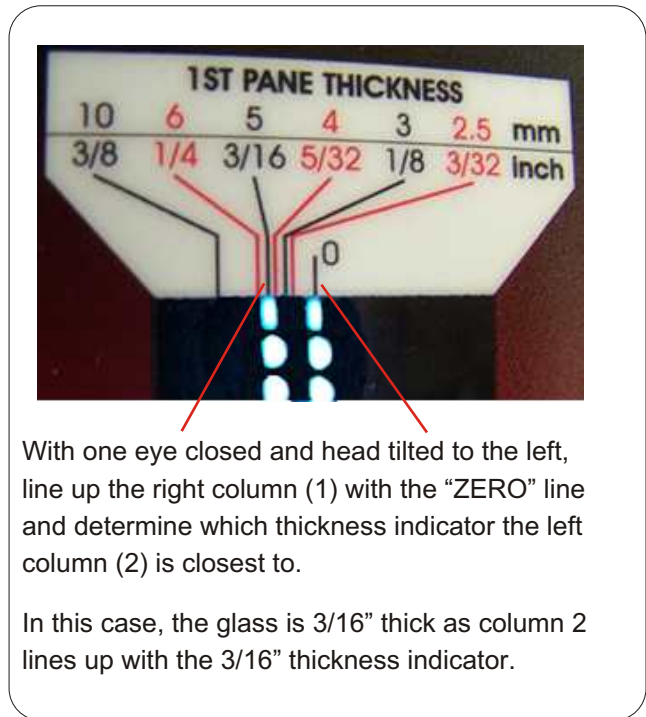 1ST PANE THICKNESS
10 6 5 4 3 2.5 mm
3/8 1/4 3/16 5/32 1/8 3/32 inch
0
With one eye closed and head tilted to the left,
line up the right column (1) with the “ZERO” line
and determine which thickness indicator the left
column (2) is closest to.
In this case, the glass is 3/16” thick as column 2
lines up with the 3/16” thickness indicator.